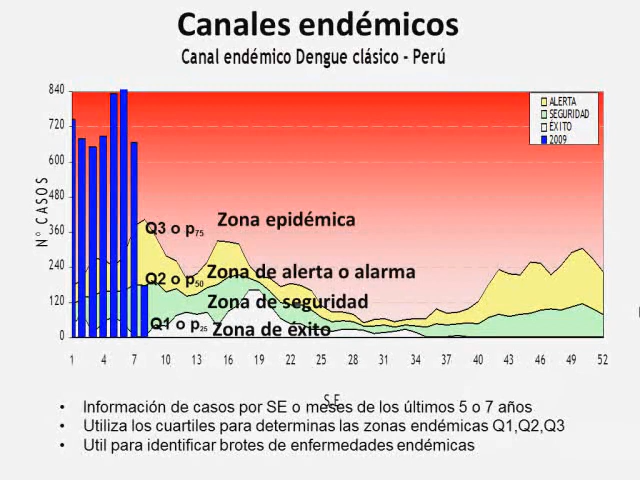 Canales endémicos
Canal endémico Dengue clásico - Perú
840
720
600
480
360
240
120
0
Nº CASOS
ALERTA
SEGURIDAD
ÉXITO
2009
Q3 o p75
Zona epidémica
Q2 o p50
Zona de alerta o alarma
Zona de seguridad
Q1 o p25
Zona de éxito
1 4 7 10 13 16 19 22 25 28 31 34 37 40 43 46 49 52
S.E.
• Información de casos por SE o meses de los últimos 5 o 7 años
• Utiliza los cuartiles para determinas las zonas endémicas Q1,Q2,Q3
• Util para identificar brotes de enfermedades endémicas